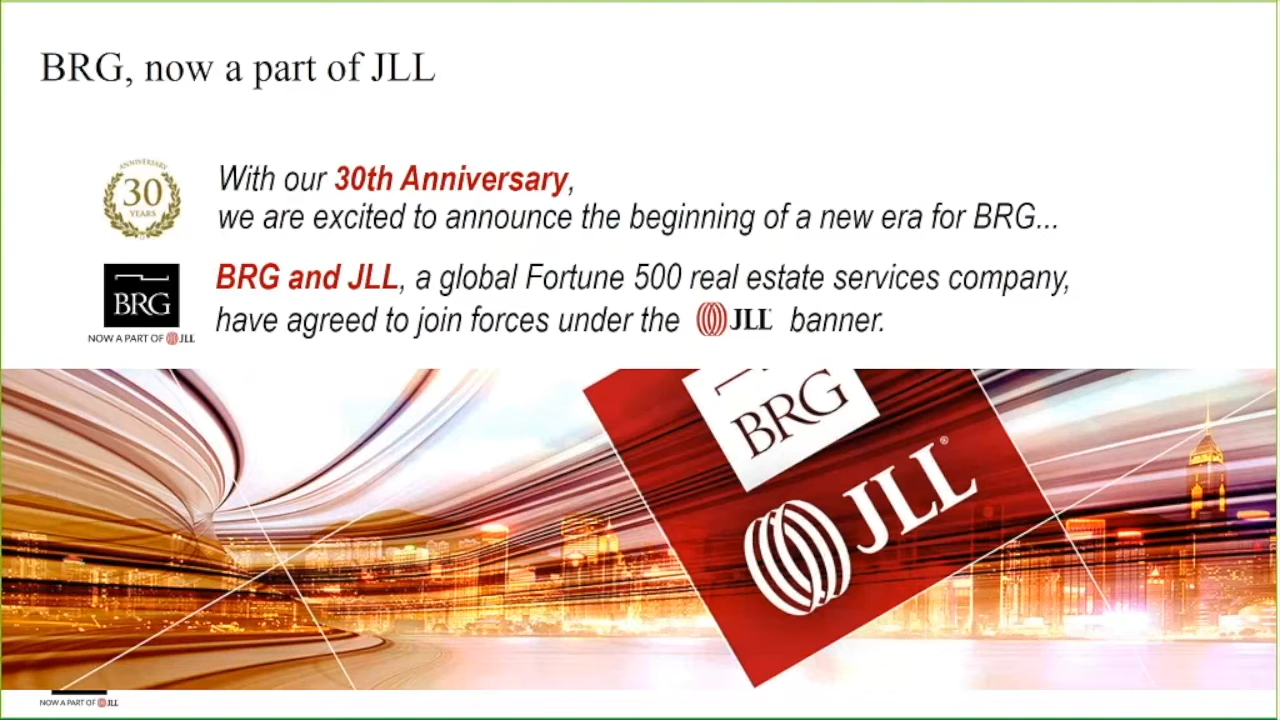 BRG, now a part of JLL
ANNIVERSARY
30
YEARS
With our 30th Anniversary,
we are excited to announce the beginning of a new era for BRG...
BRG
NOW A PART OF JLL
BRG and JLL, a global Fortune 500 real estate services company,
have agreed to join forces under the JLL banner.
BRG
JLL®
NOW A PART OF JLL